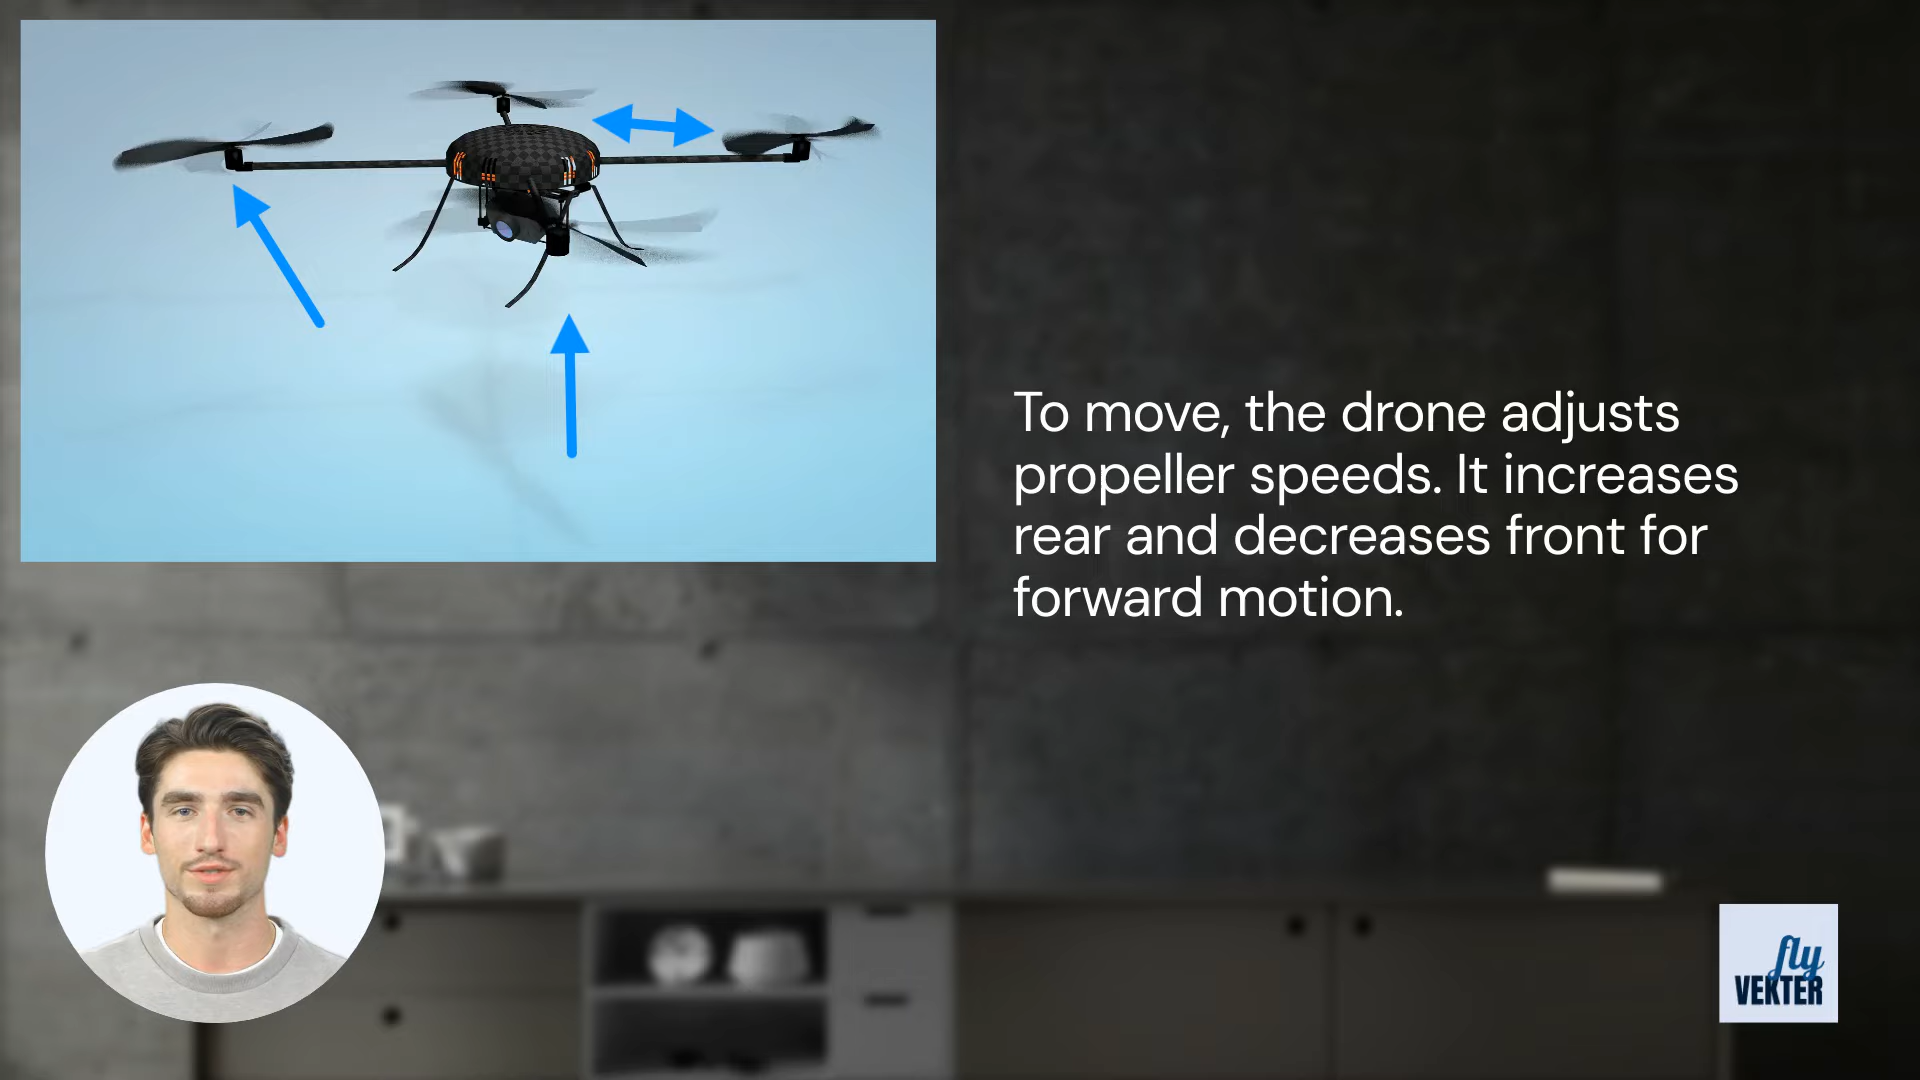 To move, the drone adjusts
propeller speeds. It increases
rear and decreases front for
forward motion.
fly
VEKTER